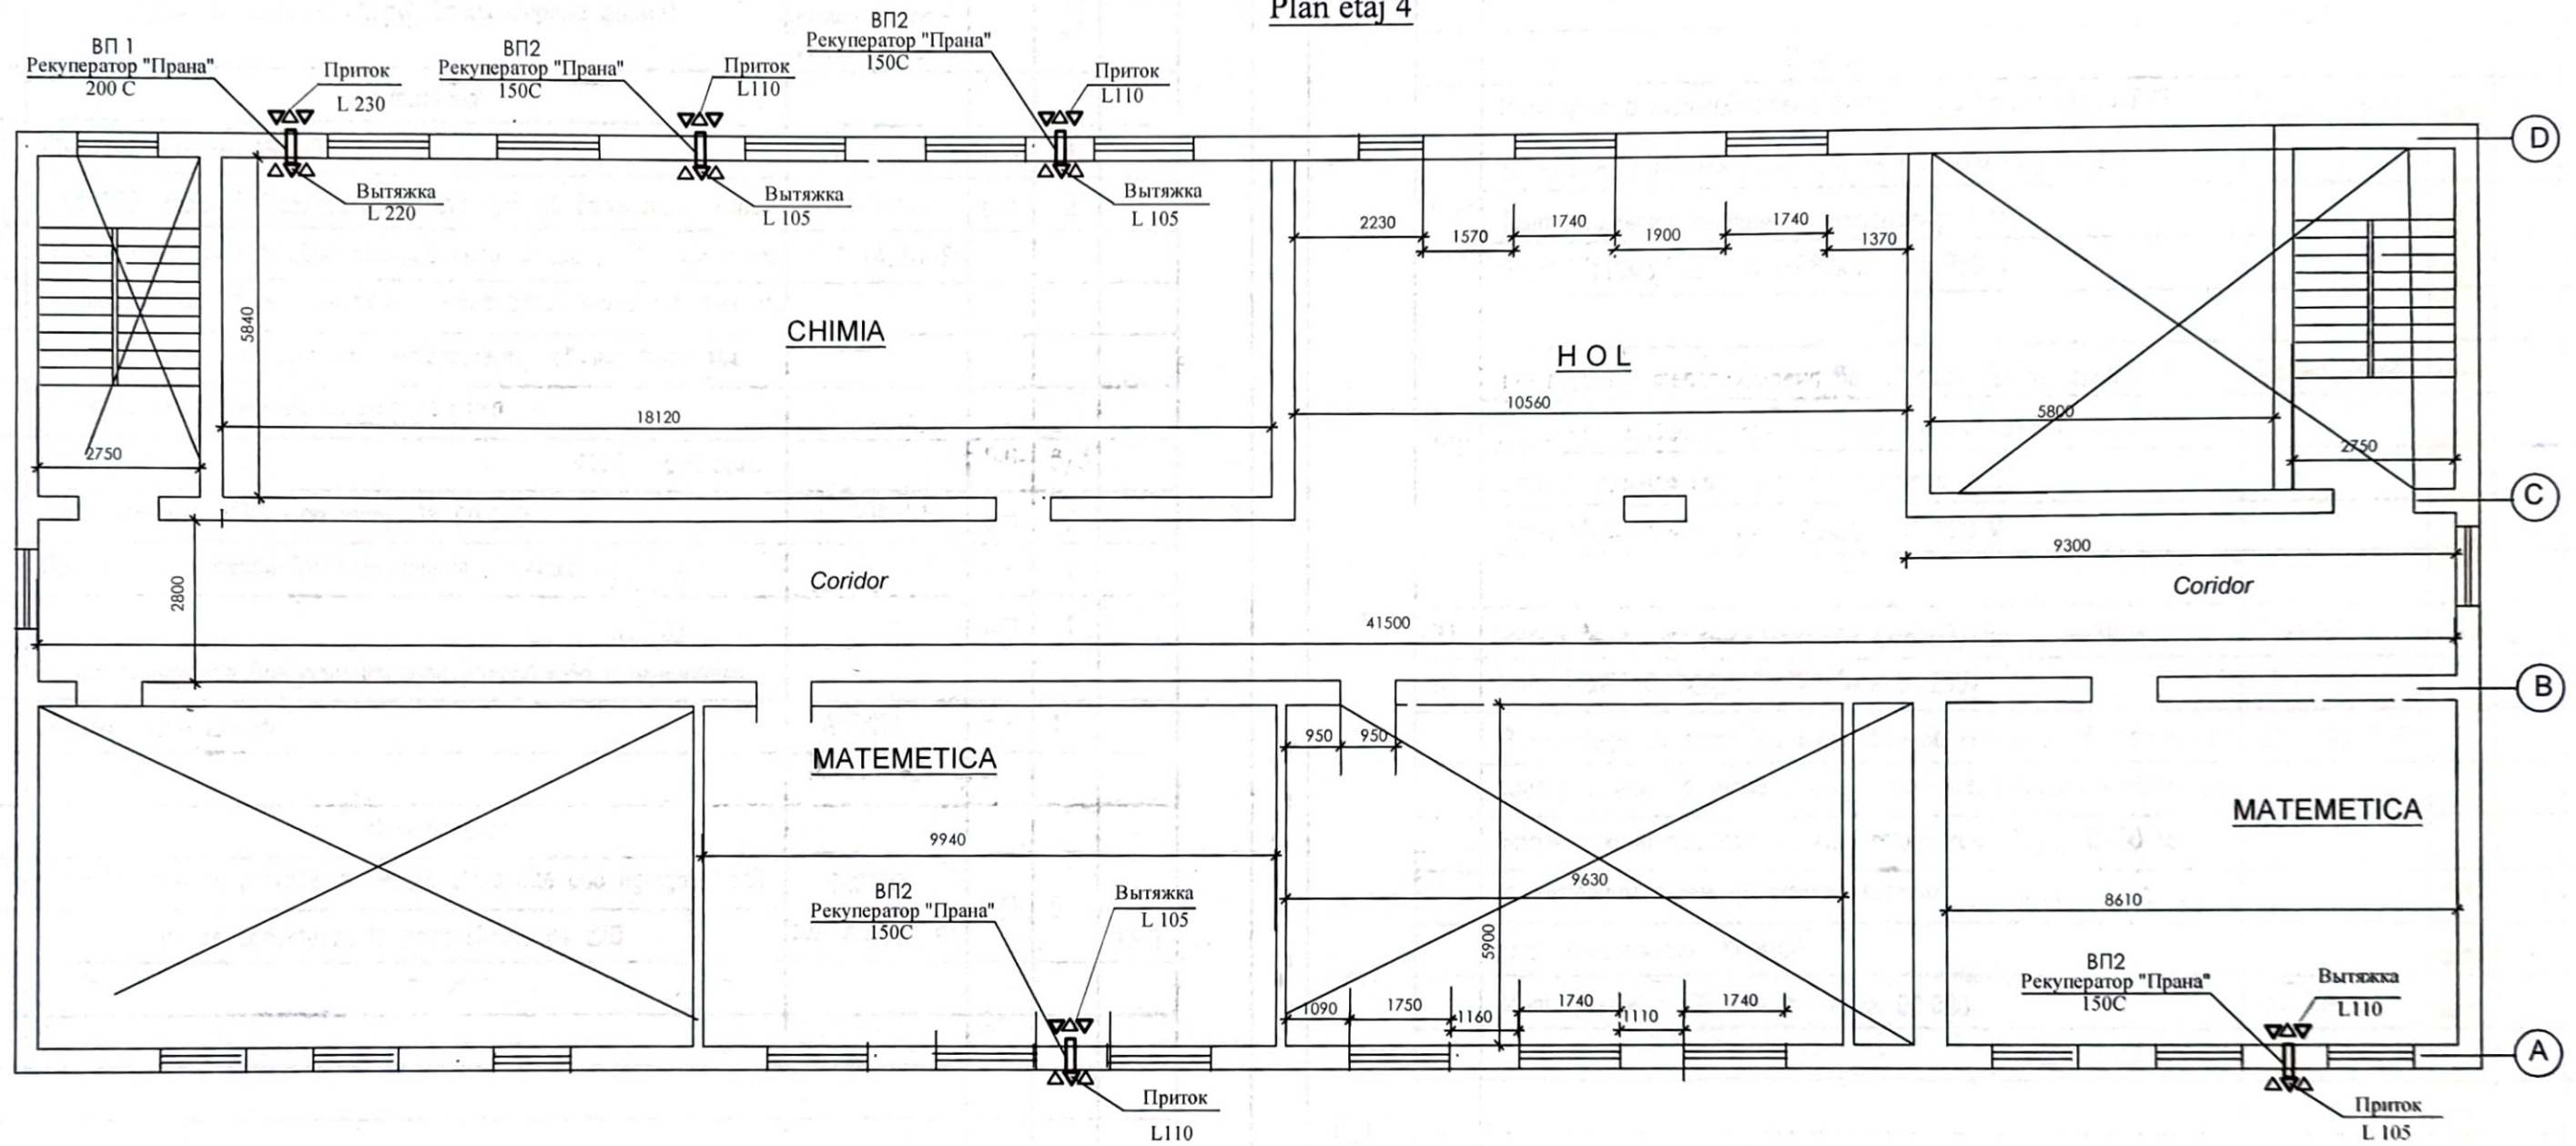 Plan etaj 4
ВП 1
Рекуператор "Прана"
200 С
Приток
L 230
ВП2
Рекуператор "Прана"
150С
Приток
L110
ВП2
Рекуператор "Прана"
150С
Приток
L110
D
Вытяжка
L 220
Вытяжка
L 105
Вытяжка
L 105
2230
1570
1740
1900
1740
1370
5840
CHIMIA
H O L
18120
10560
5800
2750
2750
C
2800
Coridor
9300
Coridor
41500
B
MATEMETICA
950
950
MATEMETICA
9940
9630
8610
ВП2
Рекуператор "Прана"
150С
Вытяжка
L 105
5900
ВП2
Рекуператор "Прана"
150С
Вытяжка
L110
1090
1750
1160
1740
1110
1740
A
Приток
L110
Приток
L 105